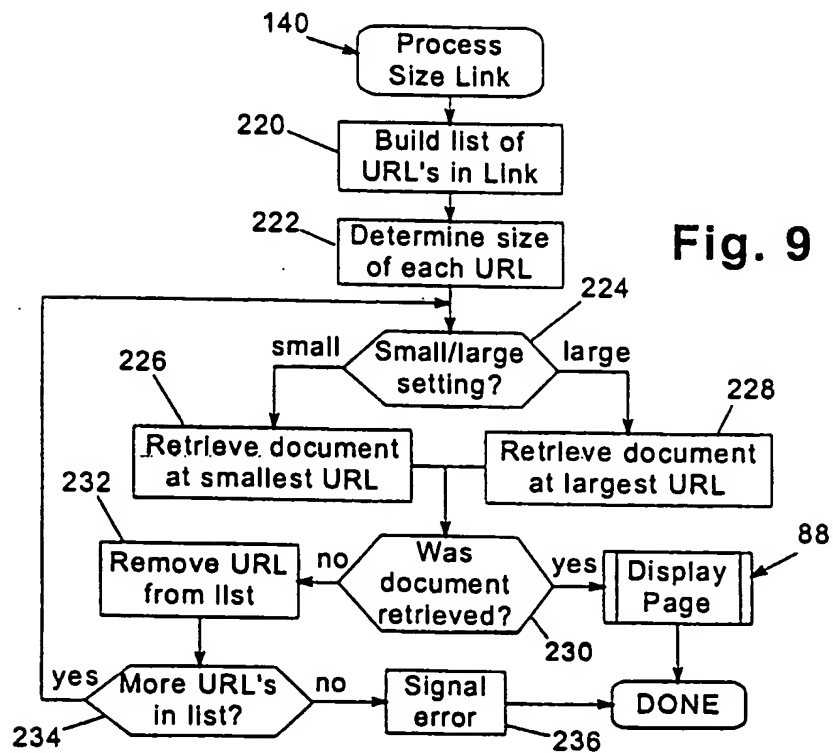 140
Process
Size Link
220
Build list of
URL's in Link
222
Determine size
of each URL
Fig. 9
224
small
Small/large
setting?
large
226
228
Retrieve document
at smallest URL
Retrieve document
at largest URL
232
Remove URL
from list
no
Was
document
retrieved?
yes
88
Display
Page
230
yes
More URL's
in list?
no
Signal
error
DONE
234
236